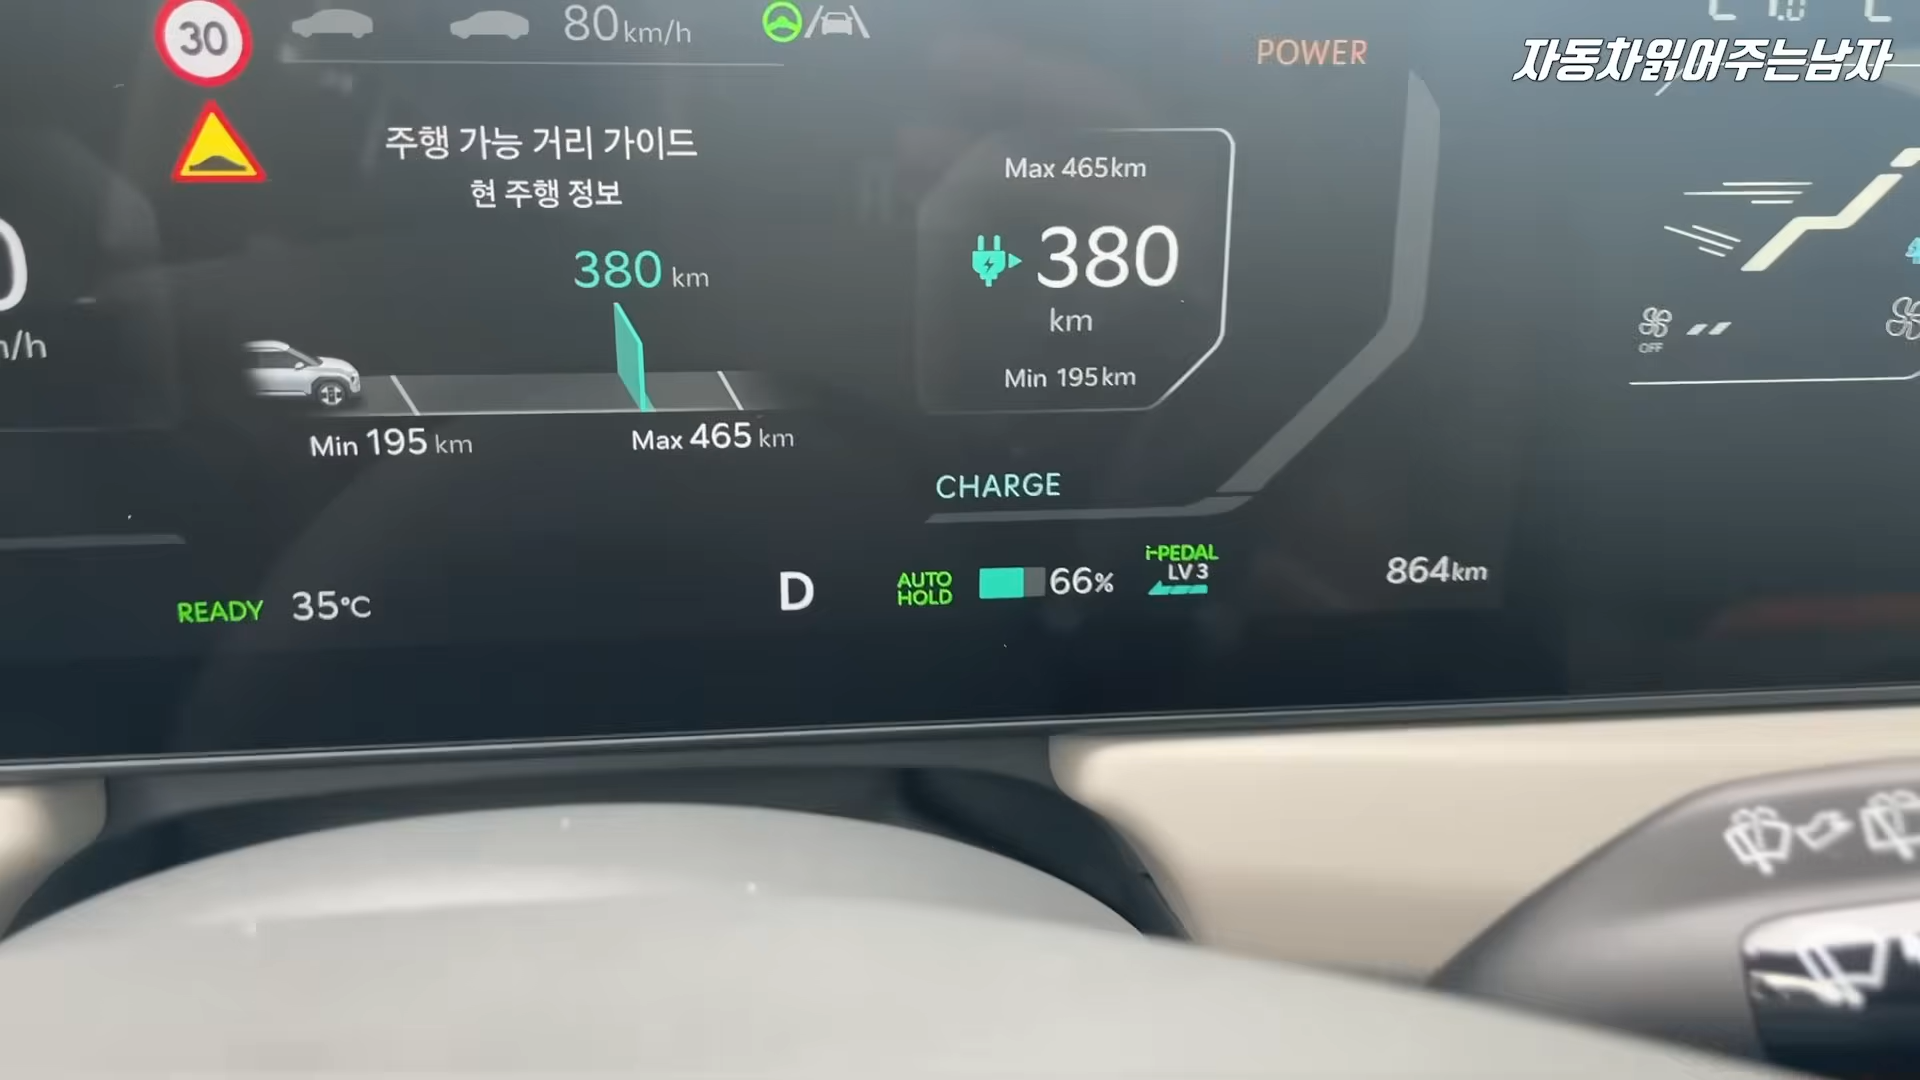 30
80 km/h
POWER
자동차읽어주는남자
주행 가능 거리 가이드
현 주행 정보
380 km
Min 195 km
Max 465 km
Max 465km
380
km
Min 195km
CHARGE
OFF
READY 35°C
D
AUTO
HOLD
66%
i-PEDAL
LV 3
864km